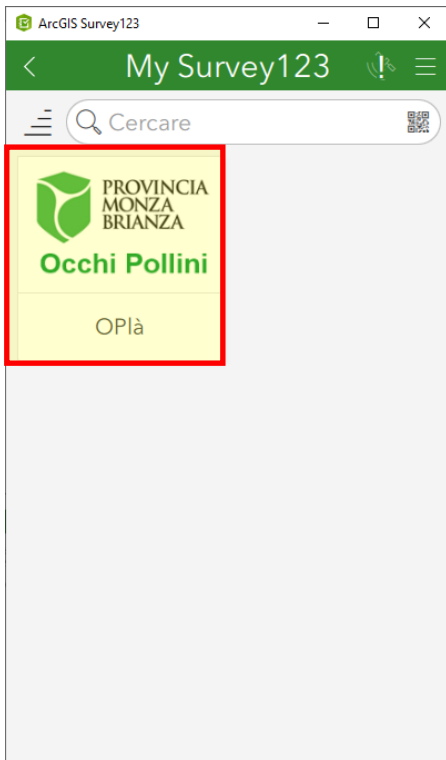 ArcGIS Survey123
My Survey123
Cercare
PROVINCIA
MONZA
BRIANZA
Occhi Pollini
OPlà